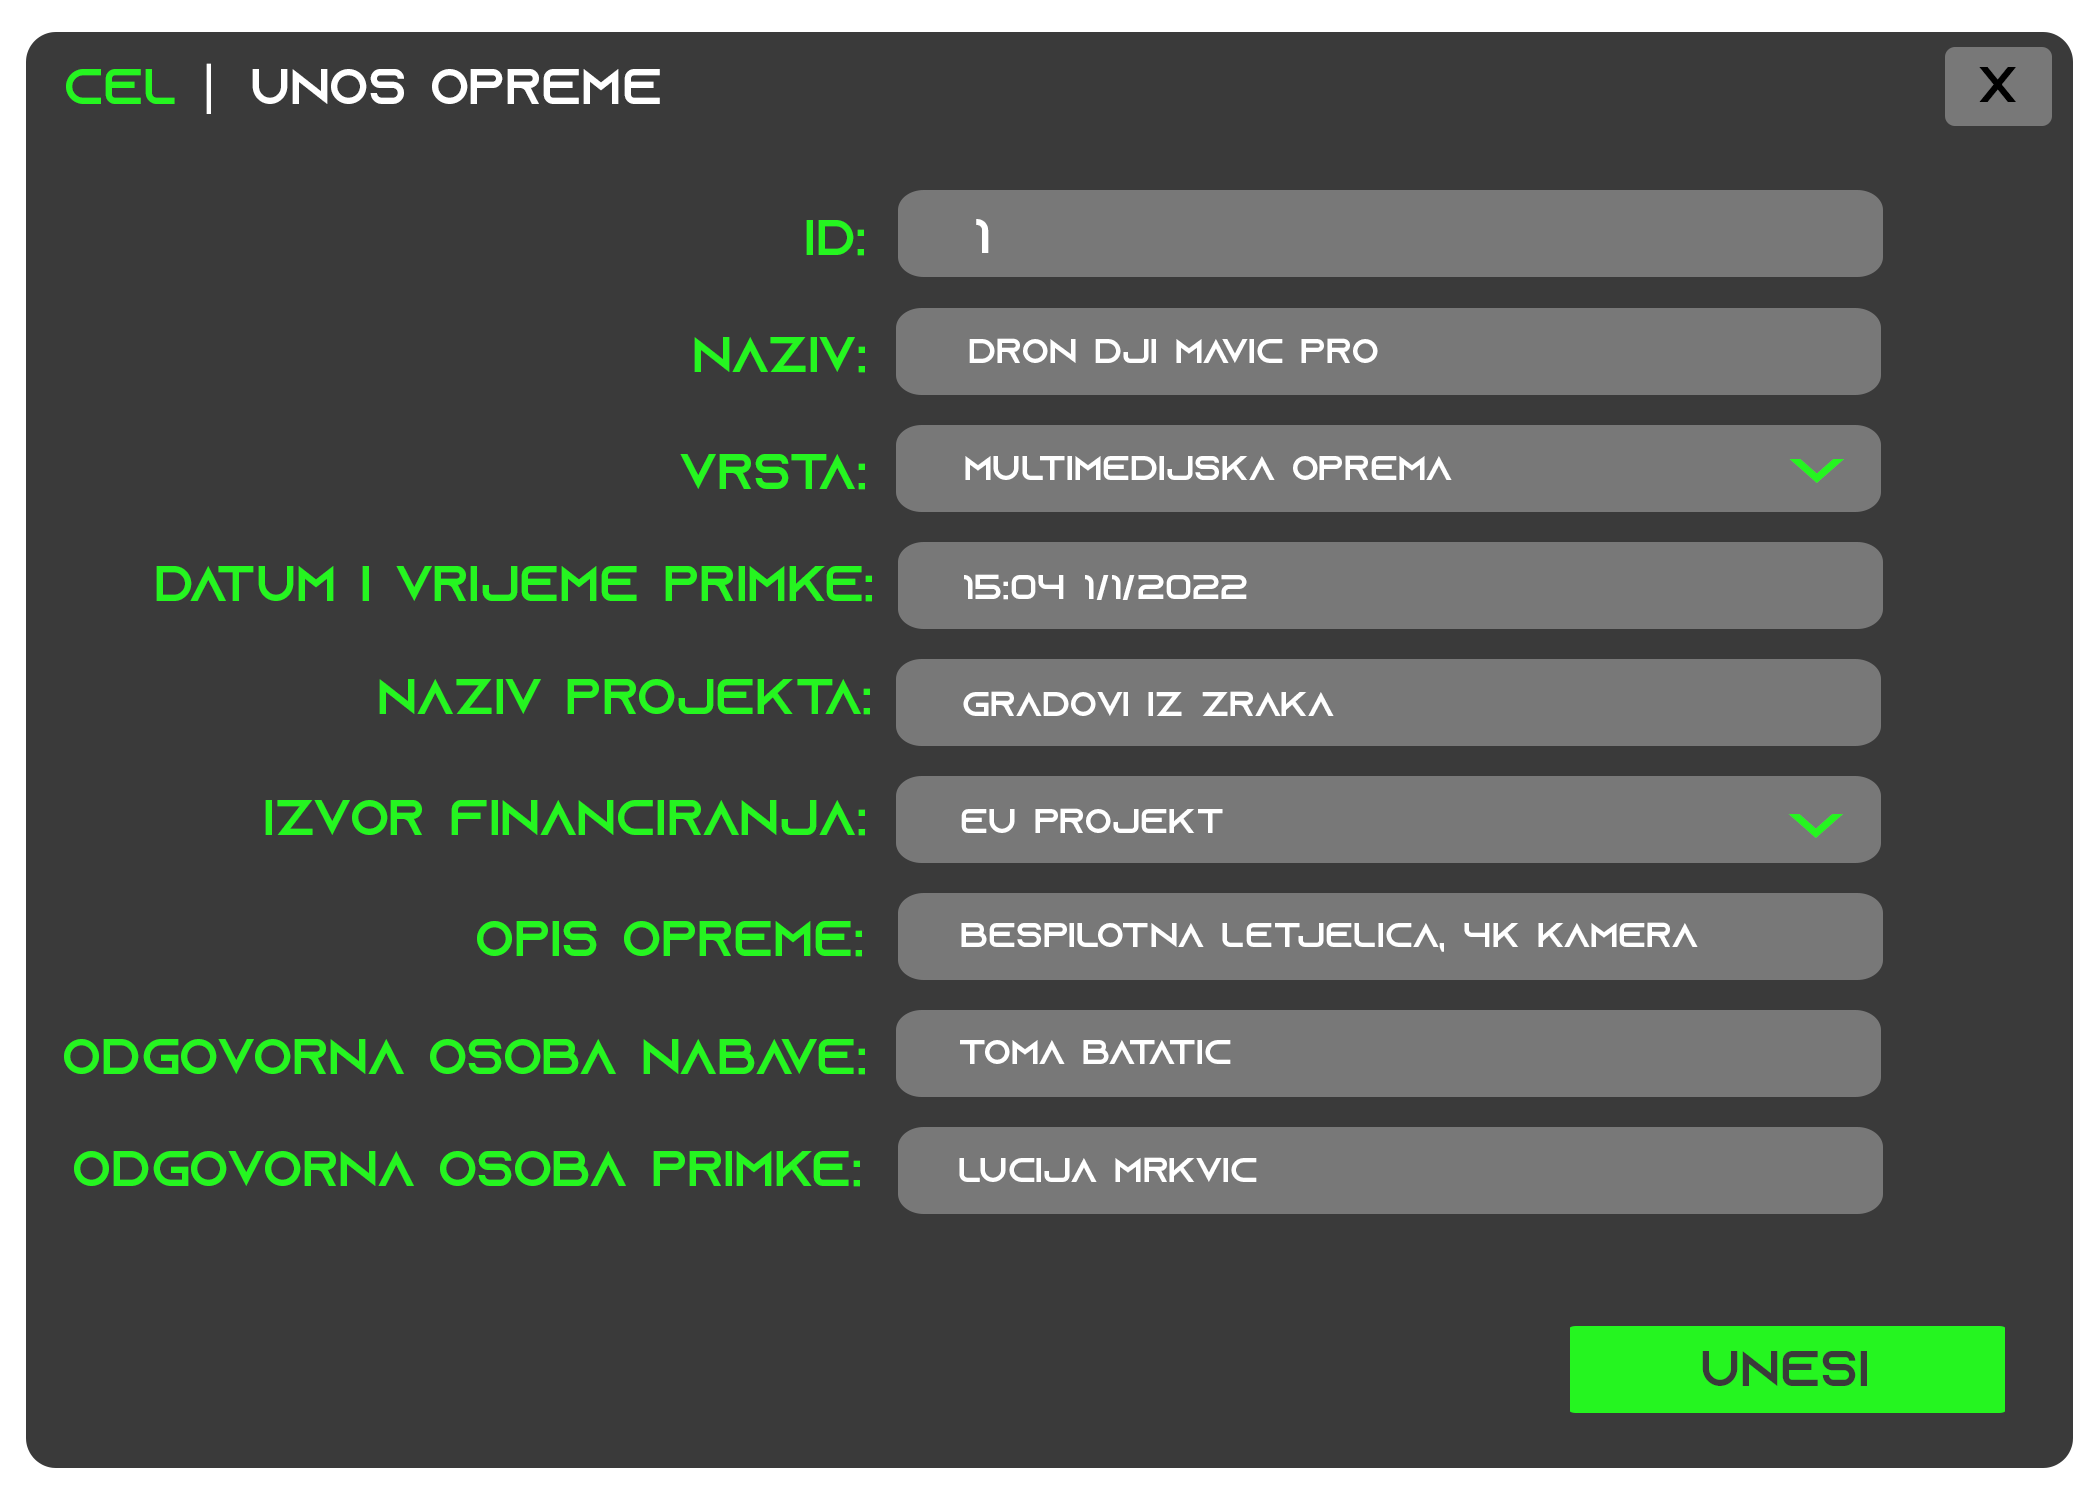 CEL | UNOS OPREME
X
ID: 1
NAZIV: DRON DJI MAVIC PRO
VRSTA: MULTIMEDIJSKA OPREMA
DATUM I VRIJEME PRIMKE: 15:04 1/1/2022
NAZIV PROJEKTA: GRADOVI IZ ZRAKA
IZVOR FINANCIRANJA: EU PROJEKT
OPIS OPREME: BESPILOTNA LETJELICA, 4K KAMERA
ODGOVORNA OSOBA NABAVE: TOMA BATATIC
ODGOVORNA OSOBA PRIMKE: LUCIJA MRKVIC
UNESI